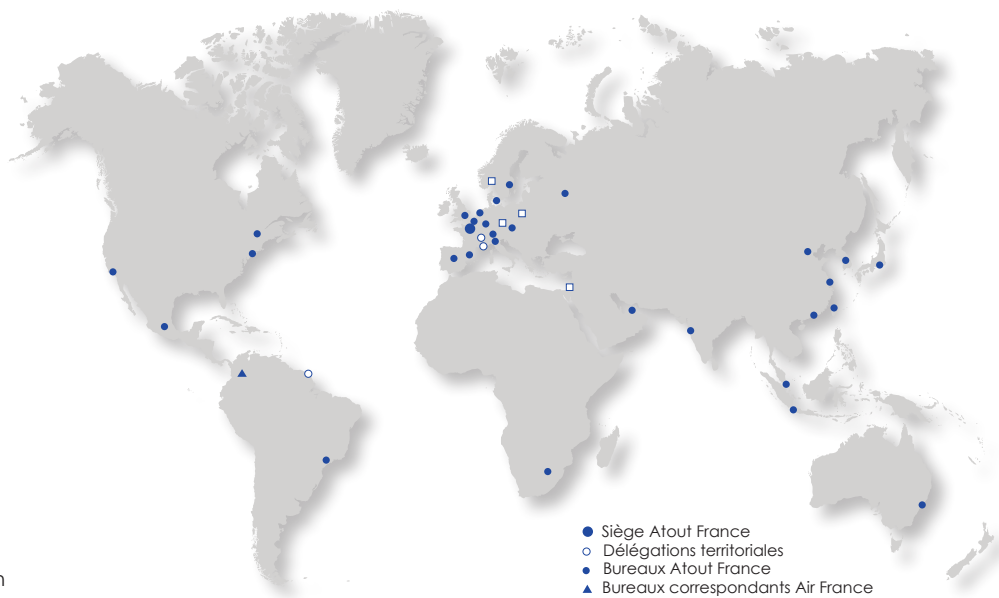 Siège Atout France
Délégations territoriales
Bureaux Atout France
Bureaux correspondants Air France
n